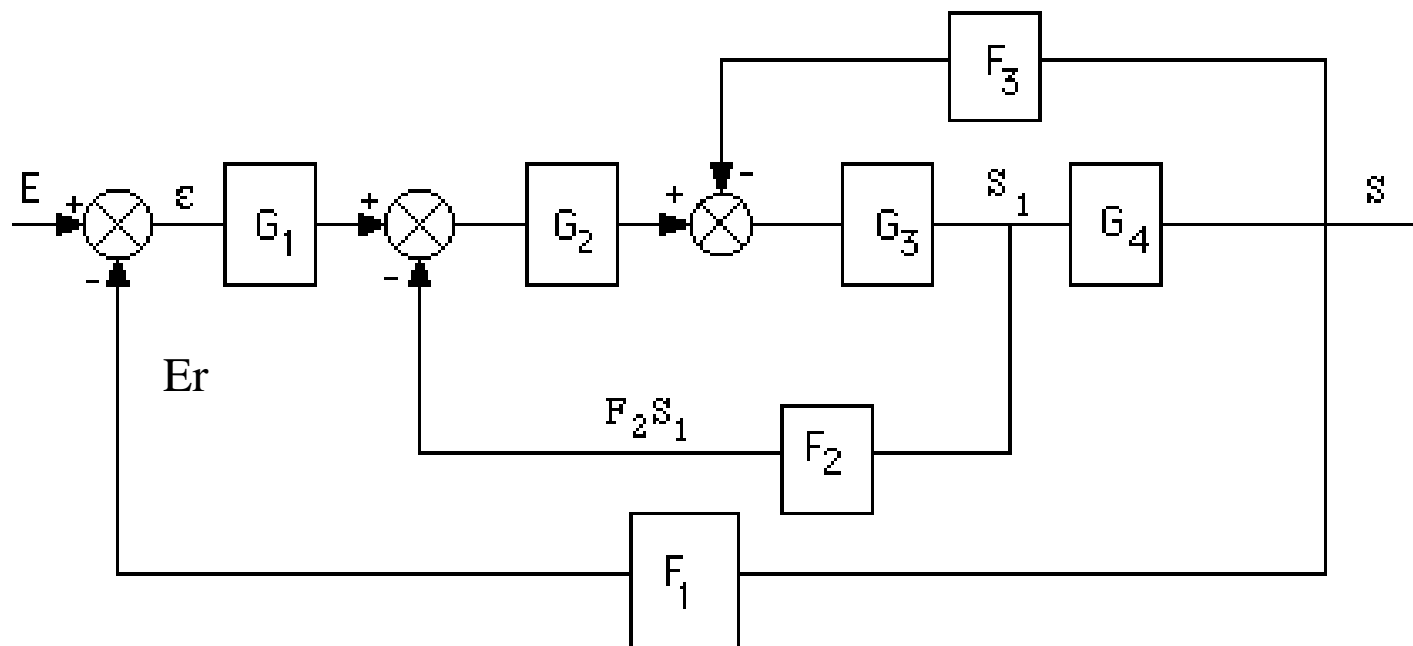 F₃
E + ε G₁ + G₂ + - G₃ S₁ G₄ S
- -
Er
F₂S₁
F₂
F₁